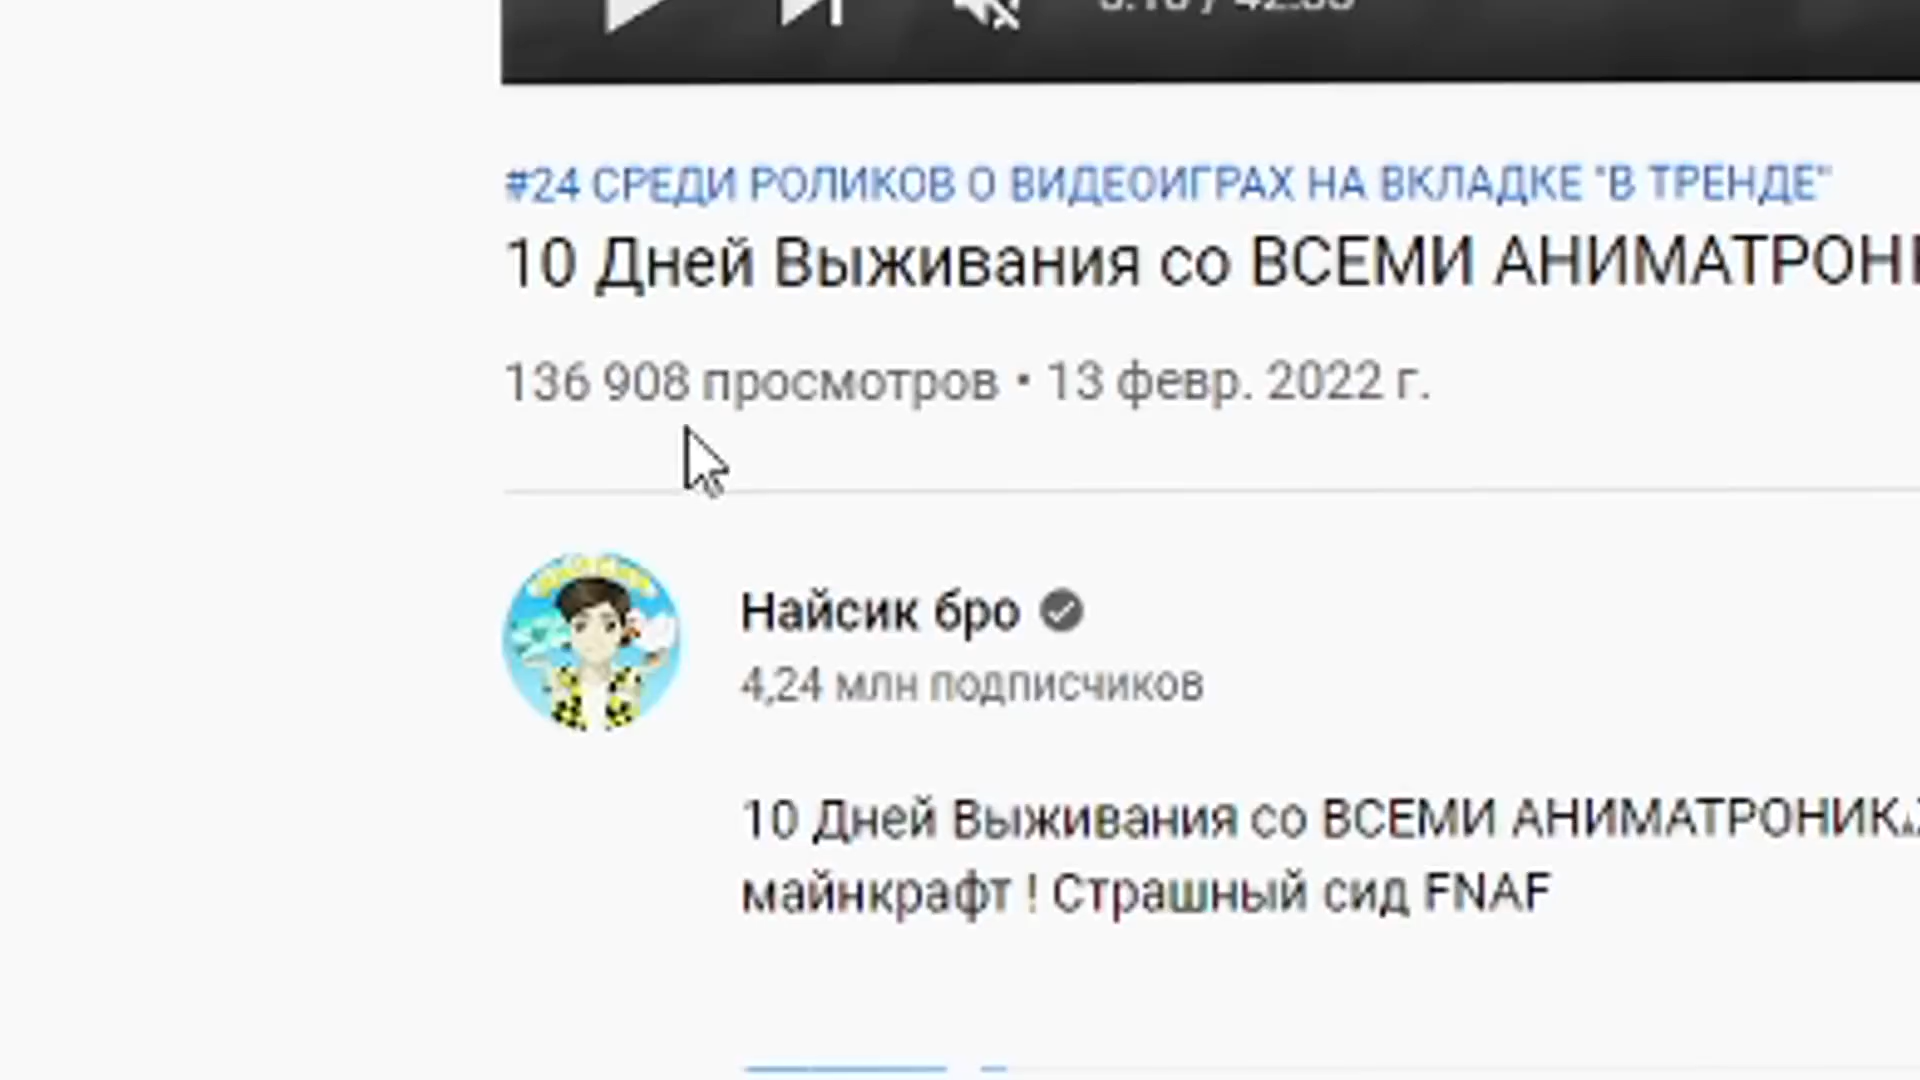 #24 СРЕДИ РОЛИКОВ О ВИДЕОИГРАХ НА ВКЛАДКЕ "В ТРЕНДЕ"
10 Дней Выживания со ВСЕМИ АНИМАТРОН
136 908 просмотров • 13 февр. 2022 г.
Найсик бро
4,24 млн подписчиков
10 Дней Выживания со ВСЕМИ АНИМАТРОНИК
майнкрафт ! Страшный сид FNAF